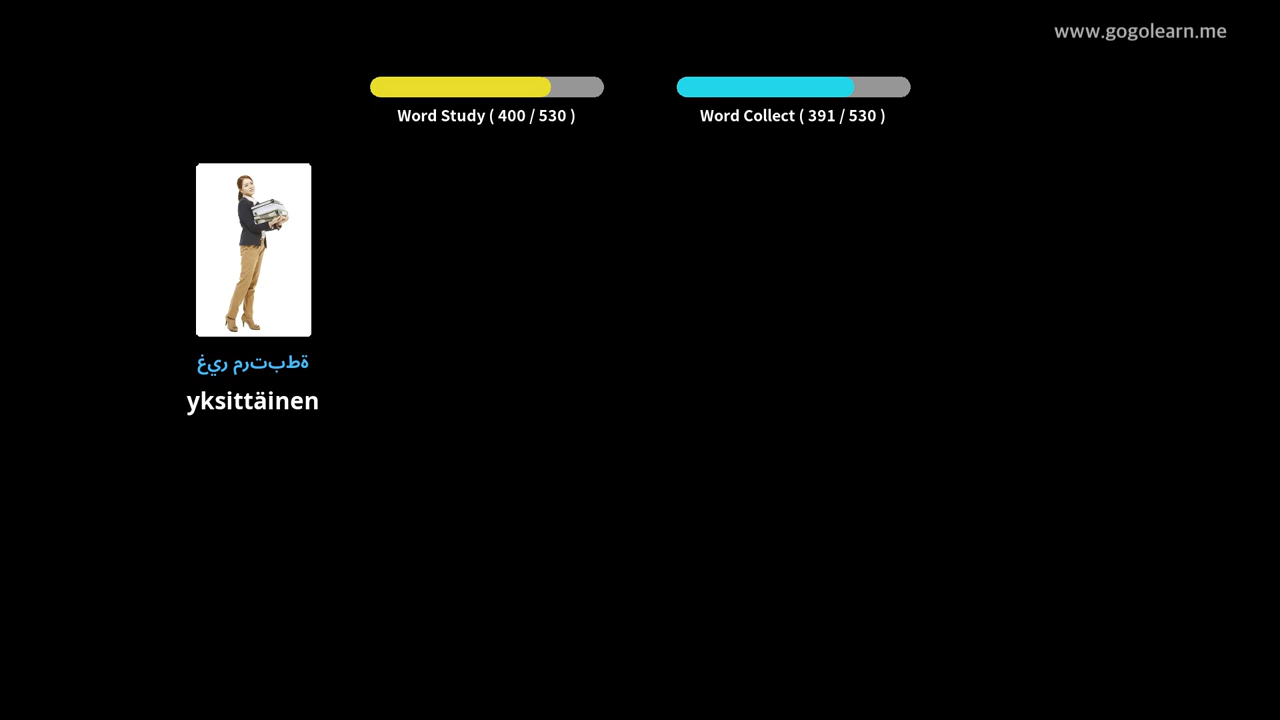 www.gogolearn.me
Word Study ( 400 / 530 )
Word Collect ( 391 / 530 )
غير مرتبطة
yksittäinen